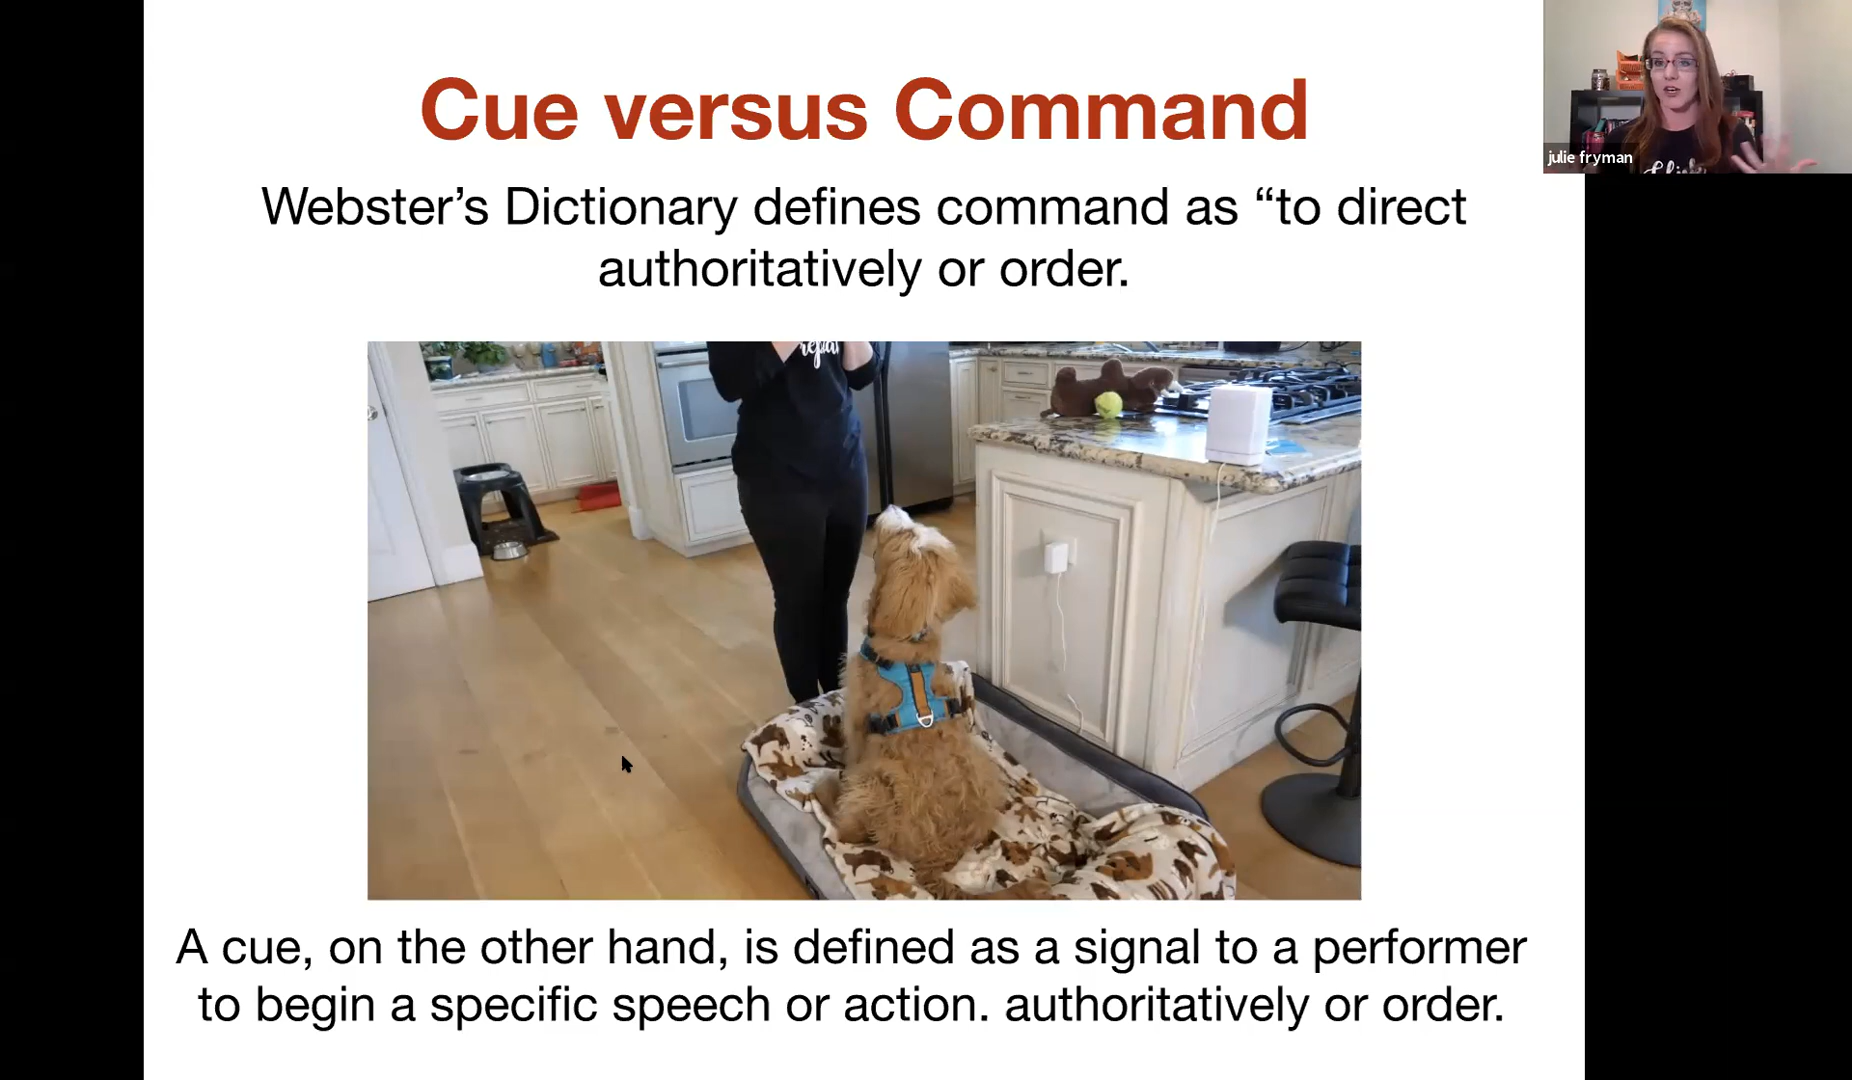 Cue versus Command
julie fryman
Webster’s Dictionary defines command as “to direct
authoritatively or order.
repeat
A cue, on the other hand, is defined as a signal to a performer
to begin a specific speech or action. authoritatively or order.